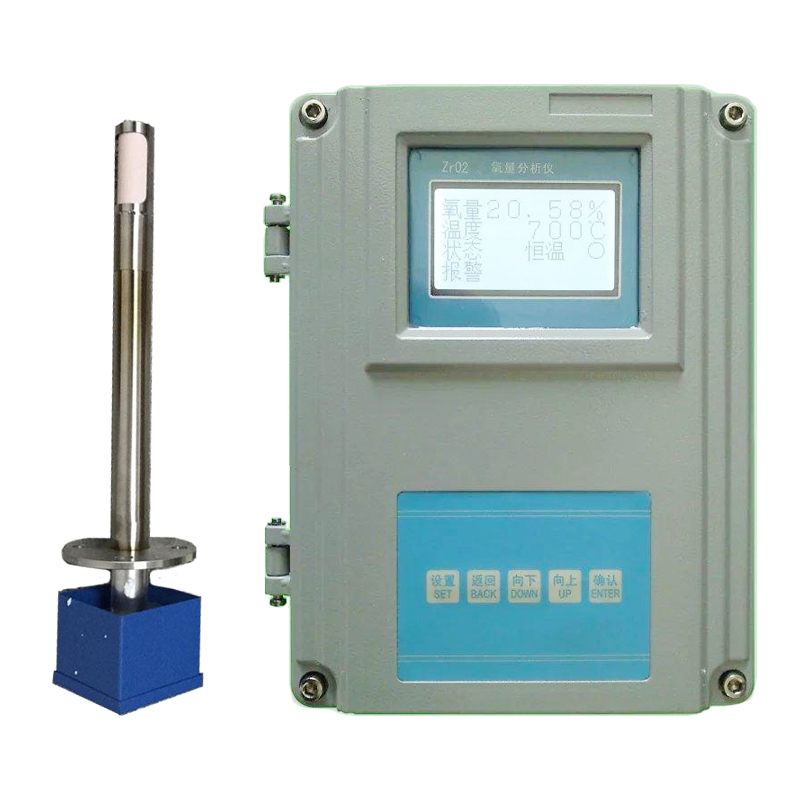 ZrO2 氧量分析仪
氧量20.58%
温度 700℃
状态 恒温 〇
报警
设置 返回 向下 向上 确认
SET BACK DOWN UP ENTER